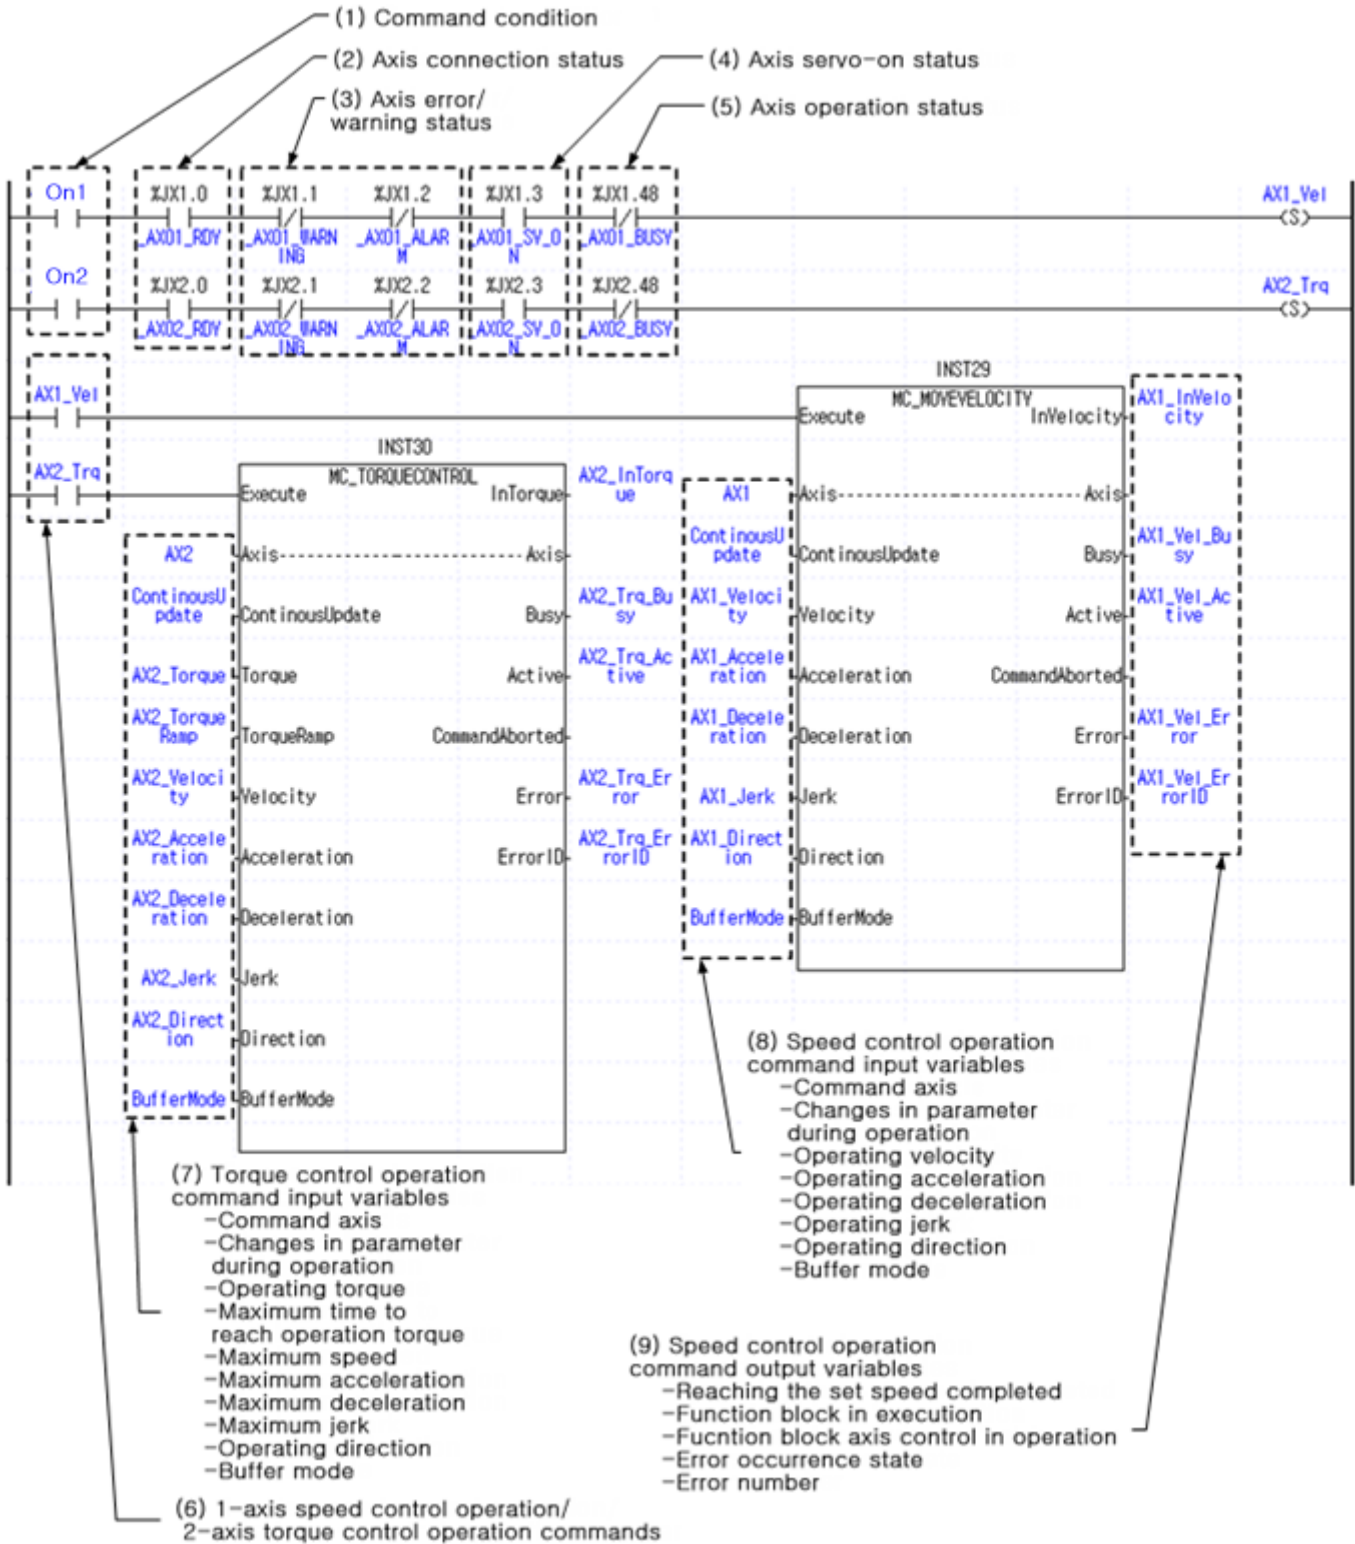 (1) Command condition
(2) Axis connection status
(4) Axis servo-on status
(3) Axis error/
warning status
(5) Axis operation status
On1
%JX1.0
%JX1.1
%JX1.2
%JX1.3
%JX1.48
AX1_Vel
(S)
_AX01_RDY
_AX01_WARN
ING
_AX01_ALAR
M
_AX01_SV_O
N
_AX01_BUSY
On2
%JX2.0
%JX2.1
%JX2.2
%JX2.3
%JX2.48
AX2_Trq
(S)
_AX02_RDY
_AX02_WARN
ING
_AX02_ALAR
M
_AX02_SV_O
N
_AX02_BUSY
AX1_Vel
AX2_Trq
INST30
MC_TORQUECONTROL
Execute
InTorque
AX2_InTorq
ue
AX2
Axis
Axis
ContinousU
pdate
ContinousUpdate
Busy
AX2_Trq_Bu
sy
AX2_Torque
Torque
Active
AX2_Trq_Ac
tive
AX2_Torque
Ramp
TorqueRamp
CommandAborted
AX2_Veloci
ty
Velocity
Error
AX2_Trq_Er
ror
AX2_Accele
ration
Acceleration
ErrorID
AX2_Trq_Er
rorID
AX2_Decele
ration
Deceleration
AX2_Jerk
Jerk
AX2_Direct
ion
Direction
BufferMode
BufferMode
INST29
MC_MOVEVELOCITY
Execute
InVelocity
AX1_InVelo
city
AX1
Axis
Axis
ContinousU
pdate
ContinousUpdate
Busy
AX1_Vel_Bu
sy
AX1_Veloci
ty
Velocity
Active
AX1_Vel_Ac
tive
AX1_Accele
ration
Acceleration
CommandAborted
AX1_Decele
ration
Deceleration
Error
AX1_Vel_Er
ror
AX1_Jerk
Jerk
ErrorID
AX1_Vel_Er
rorID
AX1_Direct
ion
Direction
BufferMode
BufferMode
(8) Speed control operation
command input variables
-Command axis
-Changes in parameter
during operation
-Operating velocity
-Operating acceleration
-Operating deceleration
-Operating jerk
-Operating direction
-Buffer mode
(7) Torque control operation
command input variables
-Command axis
-Changes in parameter
during operation
-Operating torque
-Maximum time to
reach operation torque
-Maximum speed
-Maximum acceleration
-Maximum deceleration
-Maximum jerk
-Operating direction
-Buffer mode
(9) Speed control operation
command output variables
-Reaching the set speed completed
-Function block in execution
-Fucntion block axis control in operation
-Error occurrence state
-Error number
(6) 1-axis speed control operation/
2-axis torque control operation commands